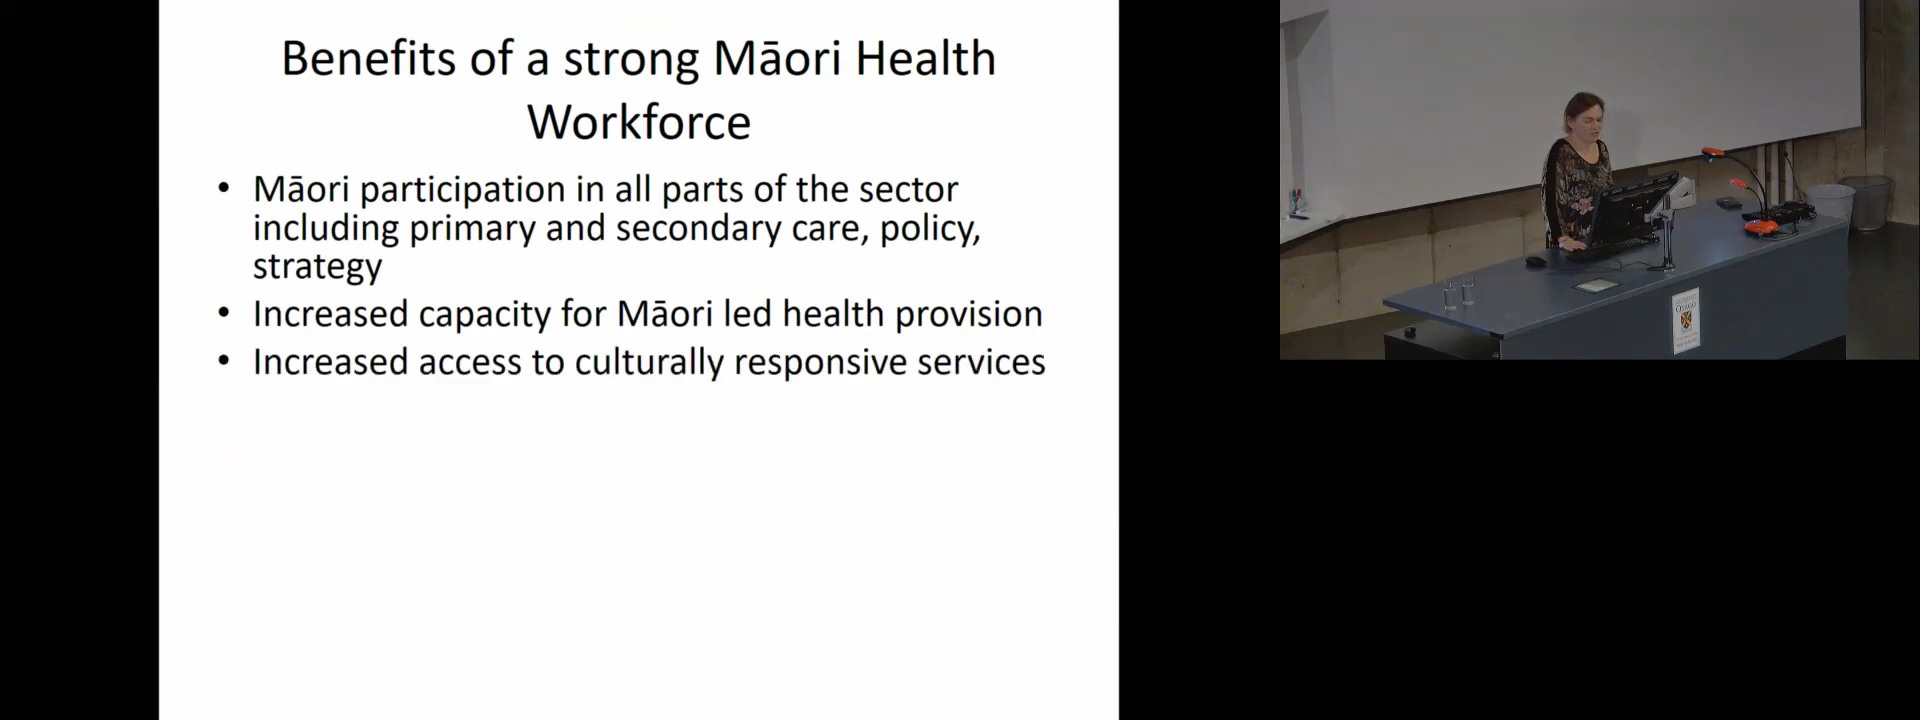 Benefits of a strong Māori Health
Workforce
• Māori participation in all parts of the sector
including primary and secondary care, policy,
strategy
• Increased capacity for Māori led health provision
• Increased access to culturally responsive services
OTAGO